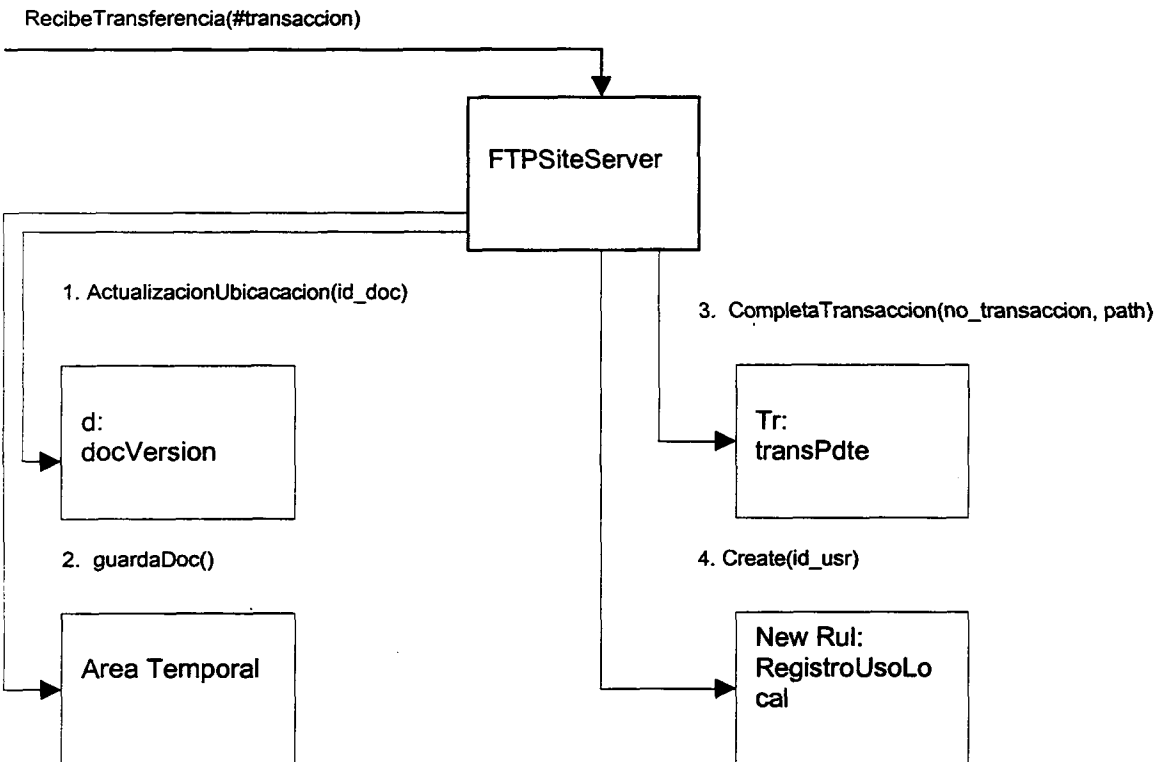 RecibeTransferencia(#transaccion)
FTPSiteServer
1. ActualizacionUbicacacion(id_doc)
3. CompletaTransaccion(no_transaccion, path)
d:
docVersion
Tr:
transPdte
2. guardaDoc()
4. Create(id_usr)
Area Temporal
New Rul:
RegistroUsoLo
cal